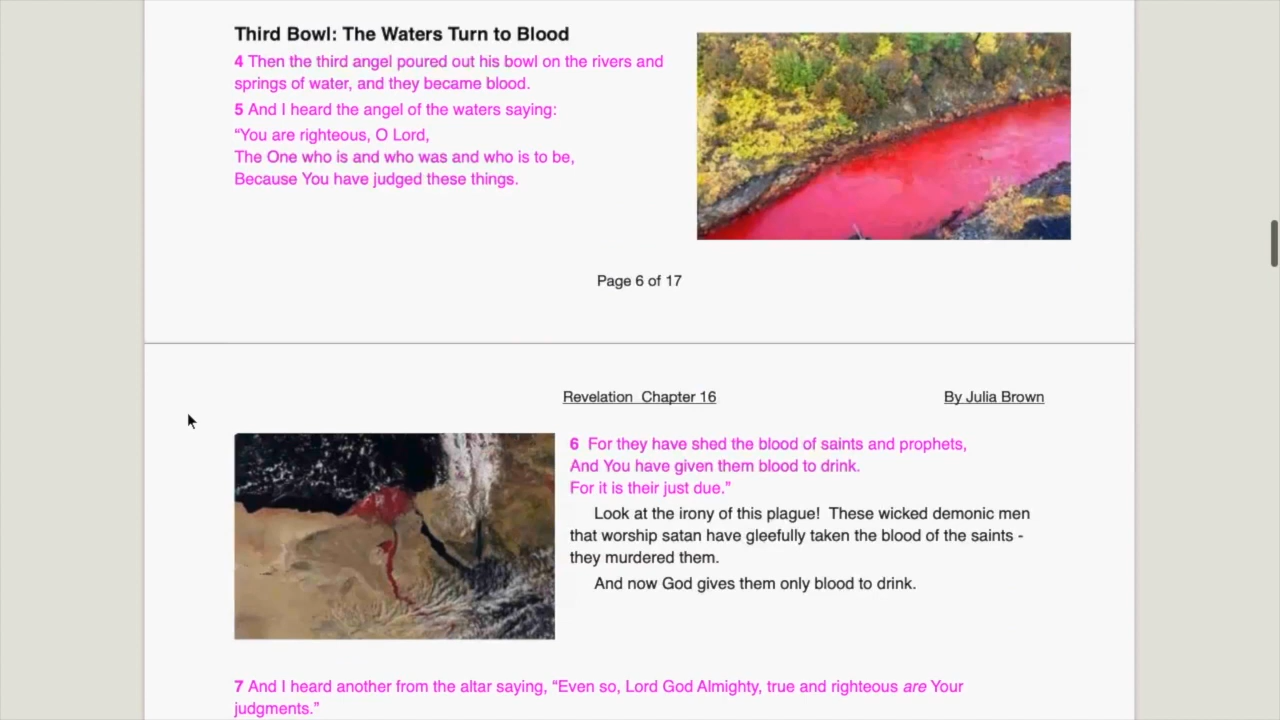 Third Bowl: The Waters Turn to Blood
4 Then the third angel poured out his bowl on the rivers and
springs of water, and they became blood.
5 And I heard the angel of the waters saying:
“You are righteous, O Lord,
The One who is and who was and who is to be,
Because You have judged these things.
Page 6 of 17
Revelation  Chapter 16
By Julia Brown
6  For they have shed the blood of saints and prophets,
And You have given them blood to drink.
For it is their just due.”
Look at the irony of this plague!  These wicked demonic men
that worship satan have gleefully taken the blood of the saints -
they murdered them.
And now God gives them only blood to drink.
7 And I heard another from the altar saying, “Even so, Lord God Almighty, true and righteous are Your
judgments.”